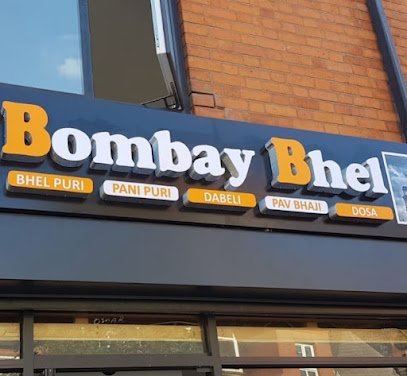 Bombay Bhel
BHEL PURI PANI PURI DABELI PAV BHAJI DOSA